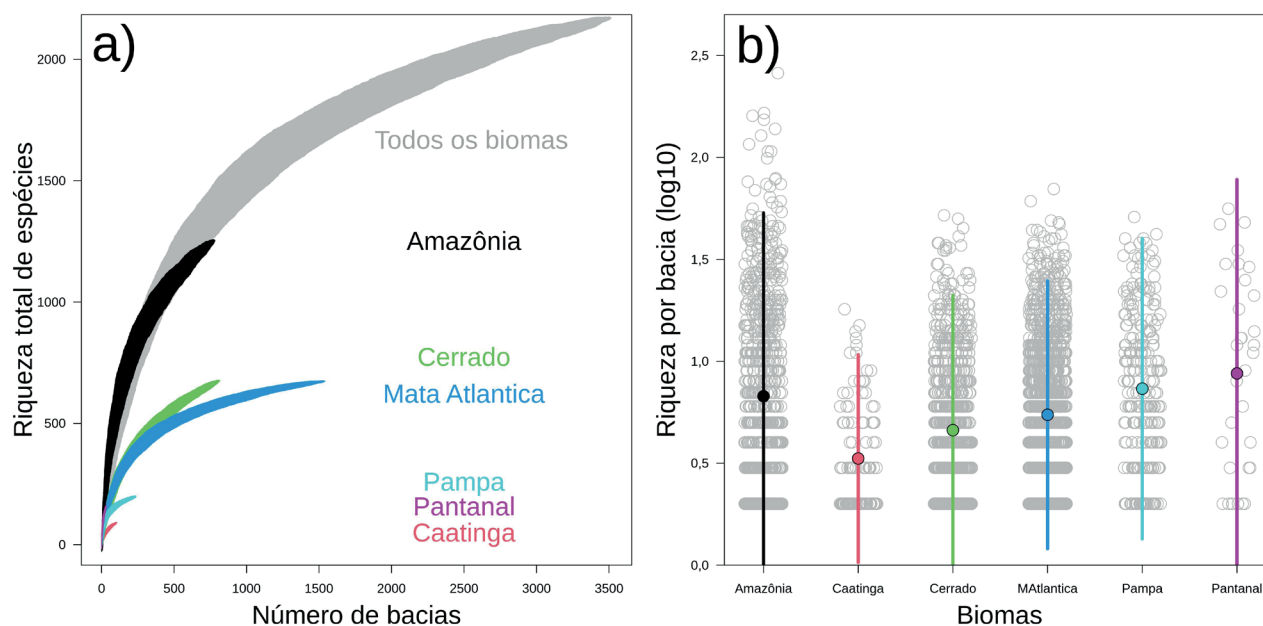 a)
Riqueza total de espécies
2000
1500
1000
500
0
Todos os biomas
Amazônia
Cerrado
Mata Atlantica
Pampa
Pantanal
Caatinga
0 500 1000 1500 2000 2500 3000 3500
Número de bacias
b)
Riqueza por bacia (log10)
2,5
2,0
1,5
1,0
0,5
0,0
Amazônia Caatinga Cerrado MAtlantica Pampa Pantanal
Biomas